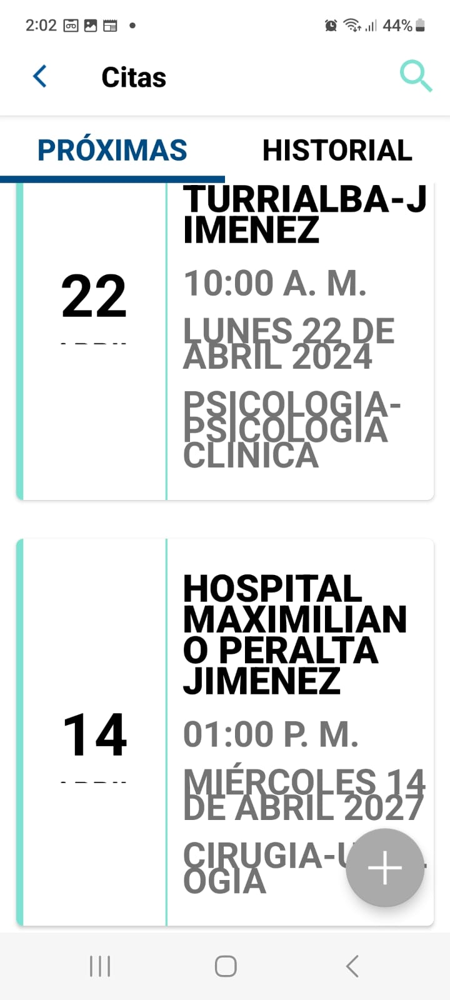 2:02
44%
Citas
PRÓXIMAS
HISTORIAL
TURRIALBA-J
IMENEZ
22
10:00 A. M.
LUNES 22 DE
ABRIL 2024
PSICOLOGIA-
PSICOLOGIA
CLINICA
HOSPITAL
MAXIMILIAN
O PERALTA
JIMENEZ
14
01:00 P. M.
MIÉRCOLES 14
DE ABRIL 2027
CIRUGIA-
OGIA